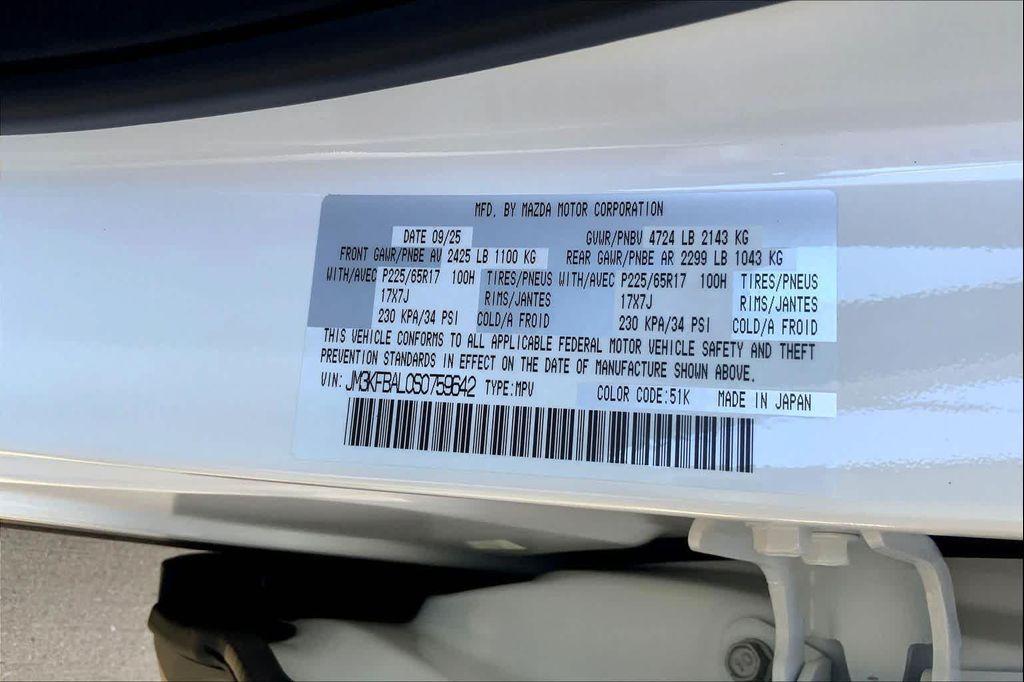 MFD. BY MAZDA MOTOR CORPORATION
DATE 09/25 GVWR/PNBV 4724 LB 2143 KG
FRONT GAWR/PNBE AV 2425 LB 1100 KG REAR GAWR/PNBE AR 2299 LB 1043 KG
WITH/AVEC P225/65R17 100H TIRES/PNEUS WITH/AVEC P225/65R17 100H TIRES/PNEUS
17X7J RIMS/JANTES 17X7J RIMS/JANTES
230 KPA/34 PSI COLD/A FROID 230 KPA/34 PSI COLD/A FROID
THIS VEHICLE CONFORMS TO ALL APPLICABLE FEDERAL MOTOR VEHICLE SAFETY AND THEFT
PREVENTION STANDARDS IN EFFECT ON THE DATE OF MANUFACTURE SHOWN ABOVE.
VIN: JM3KFBAL0S0759642 TYPE:MPV COLOR CODE:51K MADE IN JAPAN